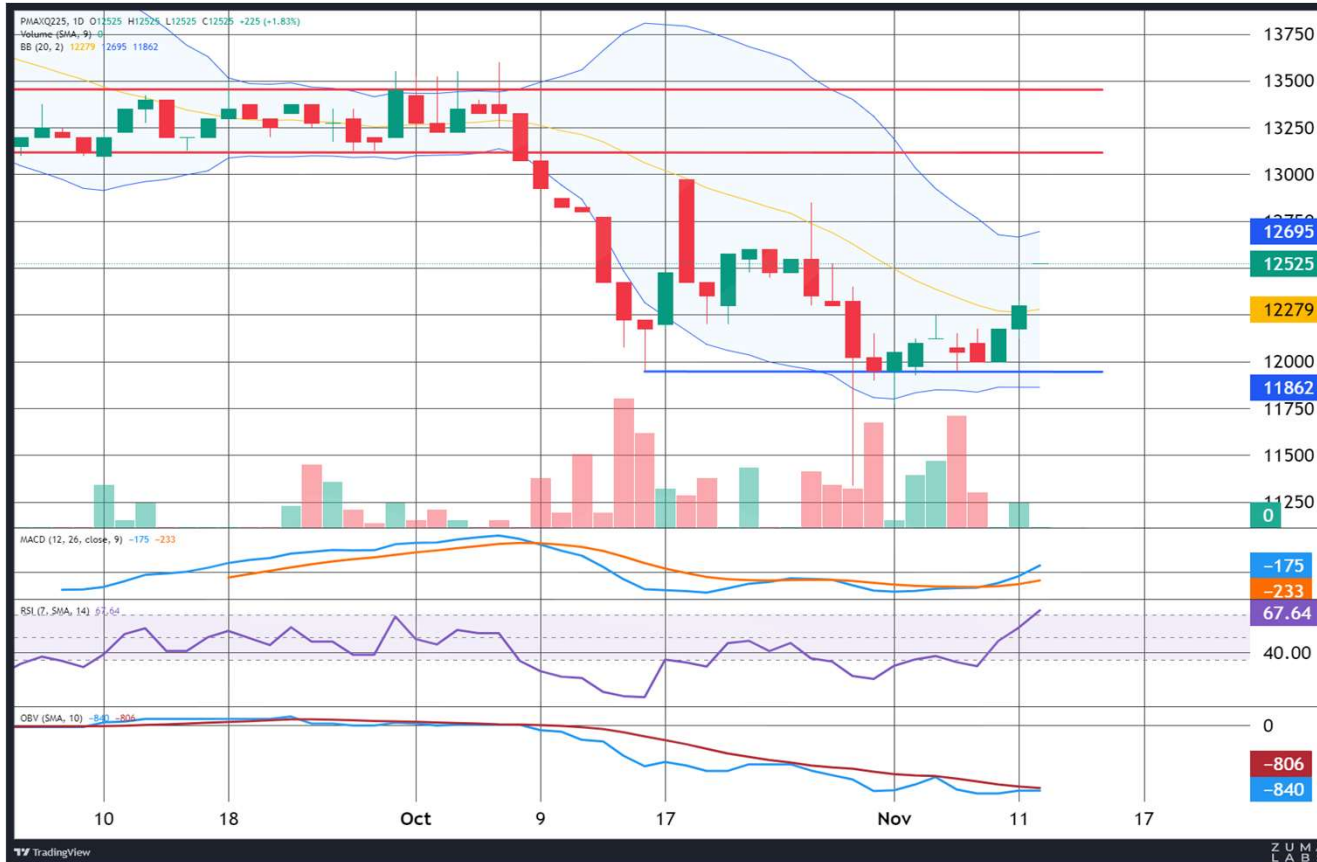 PMAXQ225, 1D O12525 H12525 L12525 C12525 +225 (+1.83%)
Volume (SMA, 9) 0
BB (20, 2) 12279 12695 11862
13750
13500
13250
13000
12750
12695
12525
12279
12000
11862
11750
11500
11250
0
MACD (12, 26, close, 9) −175 −233
−175
−233
RSI (7, SMA, 14) 67.64
67.64
40.00
OBV (SMA, 10) −840 −806
0
−806
−840
10 18 Oct 9 17 Nov 11 17
TradingView